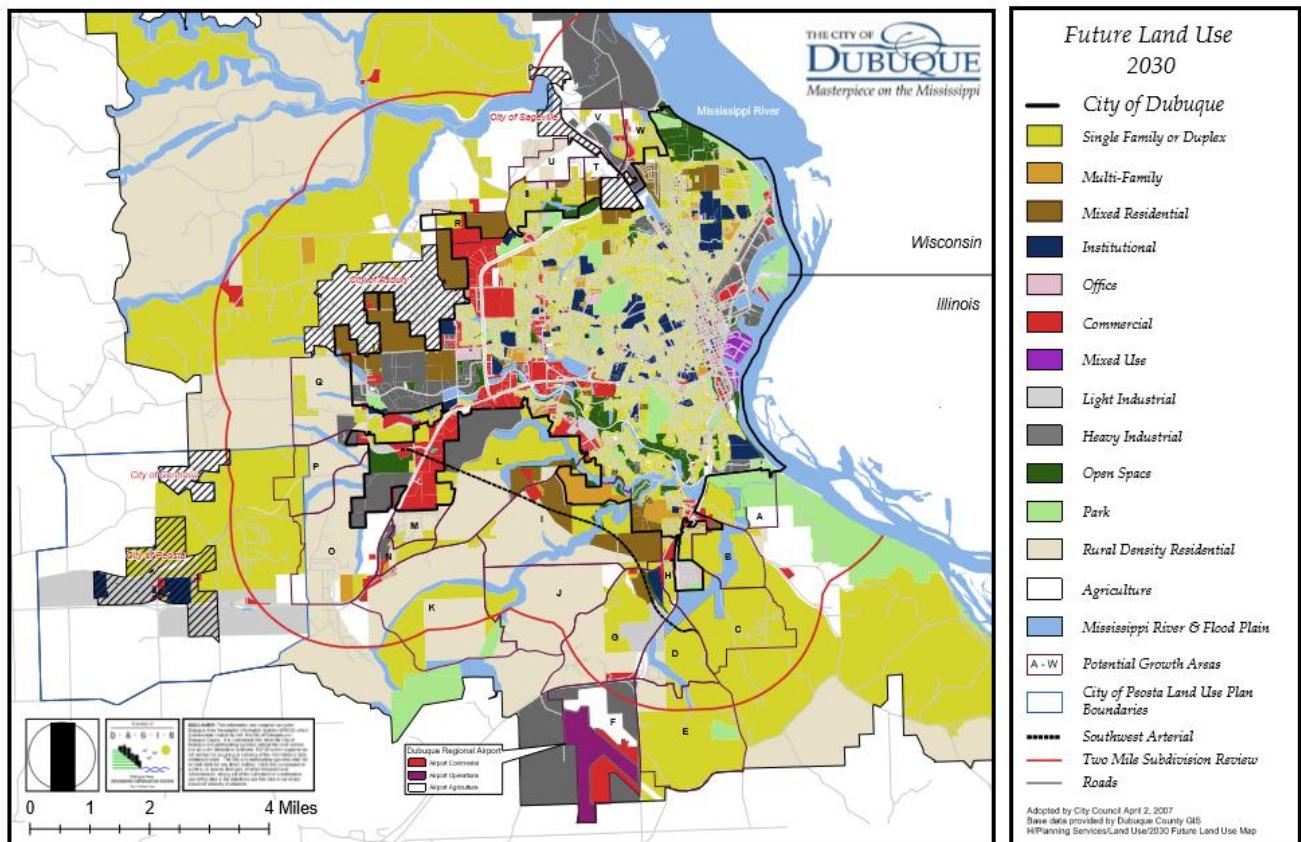 THE CITY OF
DUBUQUE
Masterpiece on the Mississippi
Mississippi River
City of Sageville
V
W
U
T
S
R
Wisconsin
Illinois
City of Asbury
Q
City of Centralia
P
L
City of Peosta
M
I
A
O
N
B
H
K
J
C
G
D
F
E
Dubuque Regional Airport
Airport Commercial
Airport Operations
Airport Agriculture
D-A-G-I-S
0 1 2 4 Miles
Future Land Use
2030
City of Dubuque
Single Family or Duplex
Multi-Family
Mixed Residential
Institutional
Office
Commercial
Mixed Use
Light Industrial
Heavy Industrial
Open Space
Park
Rural Density Residential
Agriculture
Mississippi River & Flood Plain
A - W
Potential Growth Areas
City of Peosta Land Use Plan
Boundaries
Southwest Arterial
Two Mile Subdivision Review
Roads
Adopted by City Council April 2, 2007
Base data provided by Dubuque County GIS
H/Planning Services/Land Use/2030 Future Land Use Map